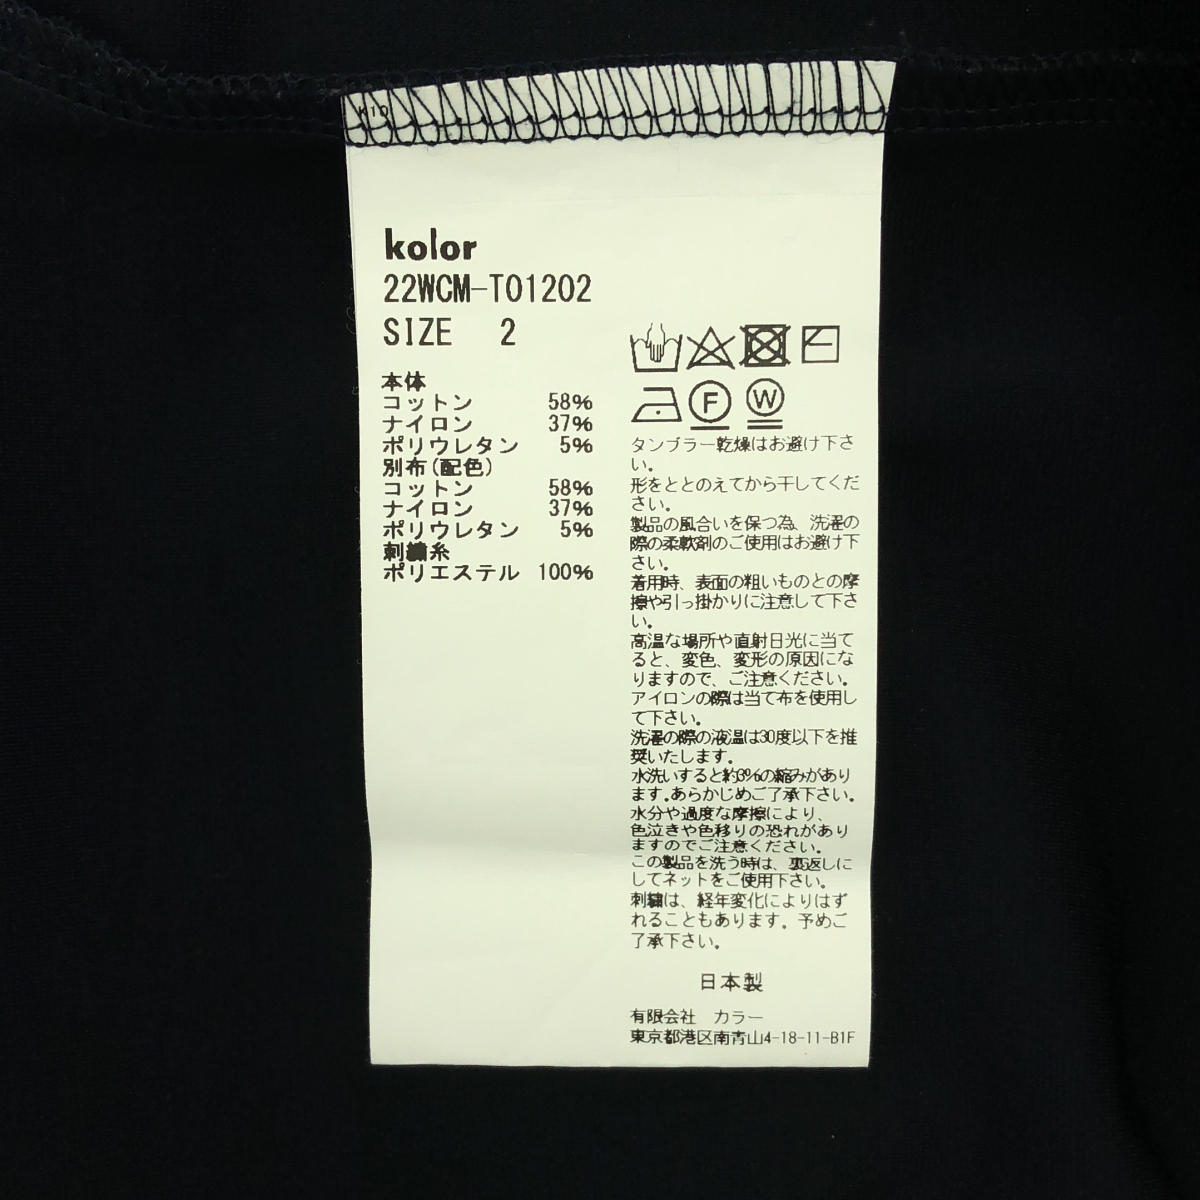 kolor
22WCM-T01202
SIZE 2
本体
コットン 58%
ナイロン 37%
ポリウレタン 5%
別布(配色)
コットン 58%
ナイロン 37%
ポリウレタン 5%
刺繍糸
ポリエステル 100%
F
W
タンブラー乾燥はお避け下さ
い。
形をととのえてから干してくだ
さい。
製品の風合いを保つ為、洗濯の
際の柔軟剤のご使用はお避け下
さい。
着用時、表面の粗いものとの摩
擦や引っ掛かりに注意して下さ
い。
高温な場所や直射日光に当て
ると、変色、変形の原因にな
りますので、ご注意ください。
アイロンの際は当て布を使用し
て下さい。
洗濯の際の液温は30度以下を推
奨いたします。
水洗いすると約3%の縮みがあり
ます。あらかじめご了承下さい。
水分や過度な摩擦により、
色泣きや色移りの恐れがあり
ますのでご注意ください。
この製品を洗う時は、裏返しに
してネットをご使用下さい。
刺繍は、経年変化によりはず
れることもあります。予めご
了承下さい。
日本製
有限会社 カラー
東京都港区南青山4-18-11-B1F